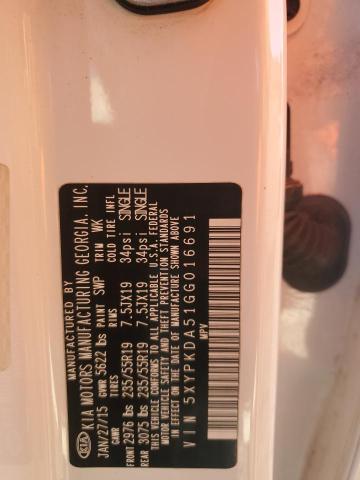 MANUFACTURED BY
KIA KIA MOTORS MANUFACTURING GEORGIA, INC.
JAN/27/15 GVWR 5622 lbs PAINT SWP TRIM WK
GAWR TIRES RIMS COLD TIRE INFL
FRONT 2976 lbs 235/55R19 7.5JX19 34psi SINGLE
REAR 3075 lbs 235/55R19 7.5JX19 34psi SINGLE
THIS VEHICLE CONFORMS TO ALL APPLICABLE U.S. FEDERAL
MOTOR VEHICLE SAFETY AND THEFT PREVENTION STANDARDS
IN EFFECT ON THE DATE OF MANUFACTURE SHOWN ABOVE
VIN 5XYPKDA51GG016691
MPV